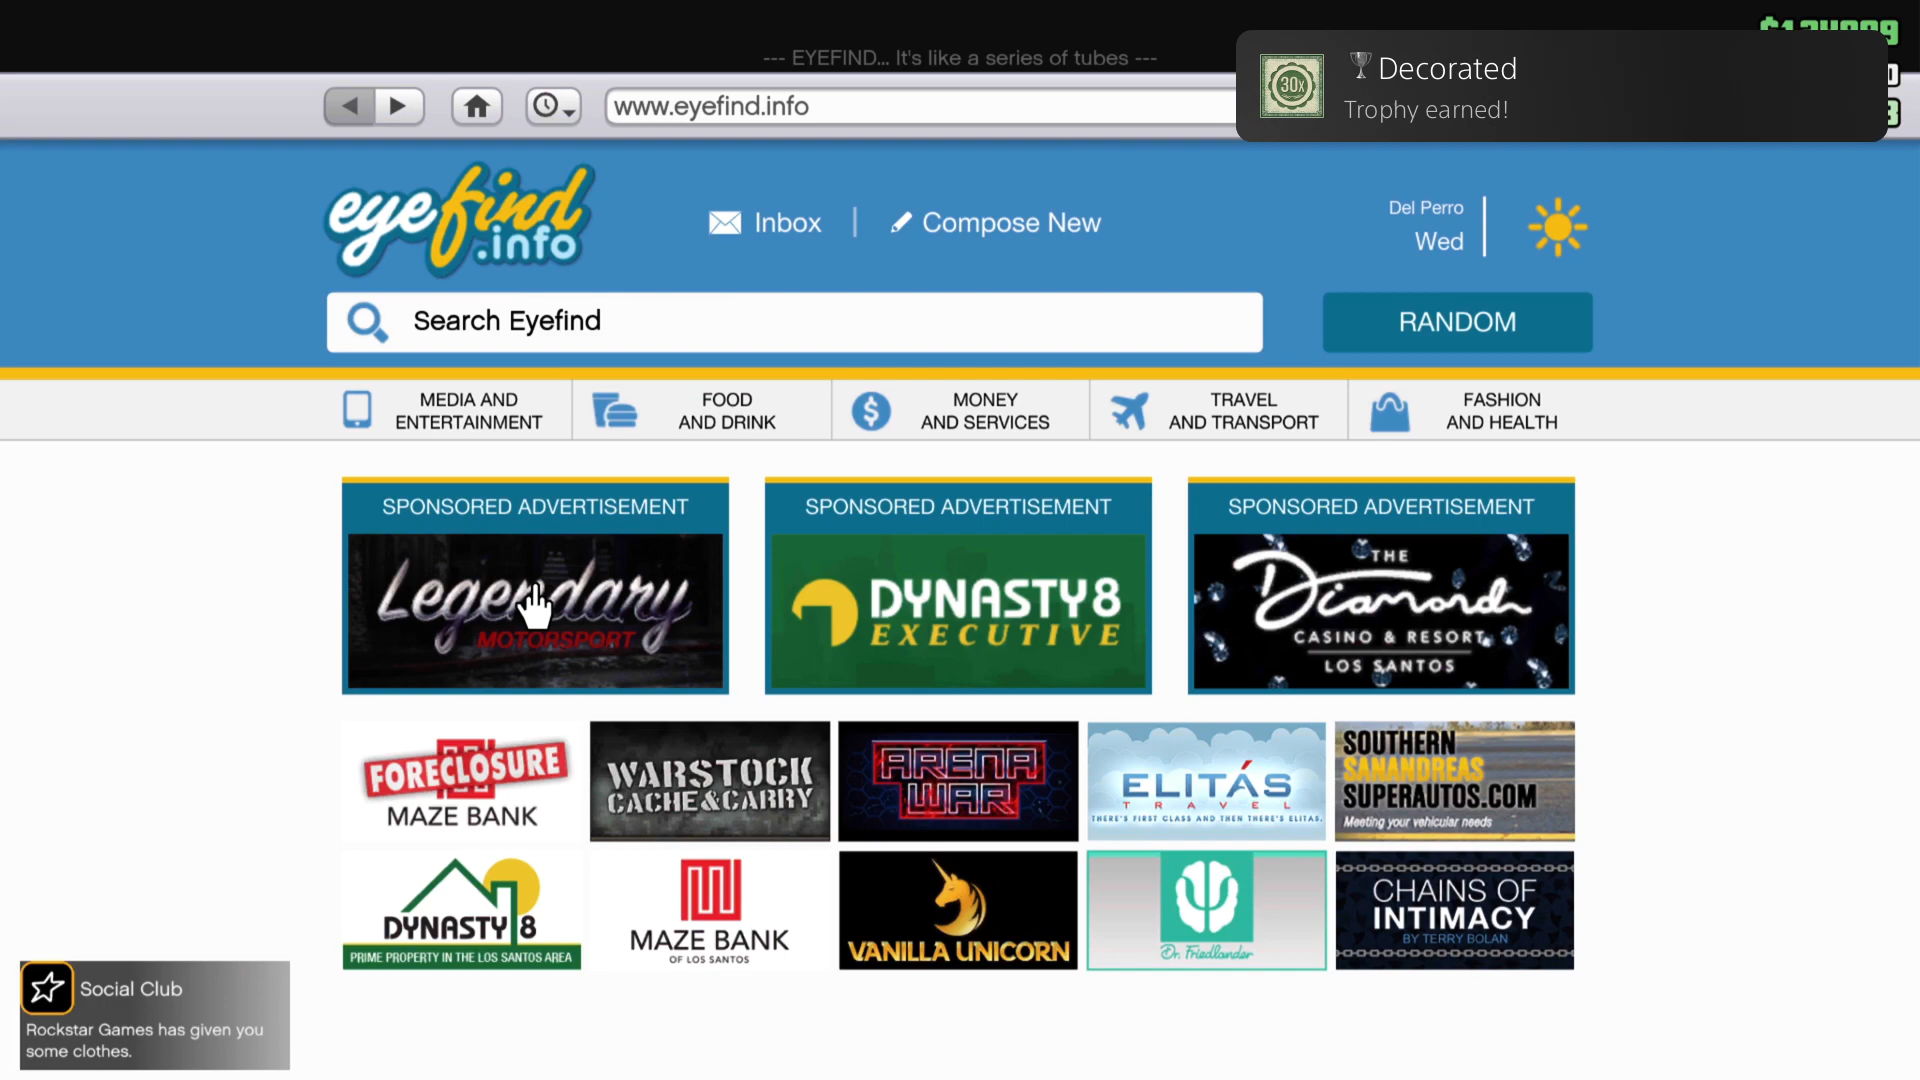 --- EYEFIND... It's like a series of tubes ---
Decorated
Trophy earned!
30x
www.eyefind.info
eyefind
.info
Inbox
Compose New
Del Perro
Wed
Search Eyefind
RANDOM
MEDIA AND
ENTERTAINMENT
FOOD
AND DRINK
MONEY
AND SERVICES
TRAVEL
AND TRANSPORT
FASHION
AND HEALTH
SPONSORED ADVERTISEMENT
Legendary
MOTORSPORT
SPONSORED ADVERTISEMENT
DYNASTY8
EXECUTIVE
SPONSORED ADVERTISEMENT
THE
Diamond
CASINO & RESORT
LOS SANTOS
FORECLOSURE
MAZE BANK
WARSTOCK
CACHE&CARRY
ARENA
WAR
ELITÁS
TRAVEL
THERE'S FIRST CLASS AND THEN THERE'S ELITAS.
SOUTHERN
SANANDREAS
SUPERAUTOS.COM
Meeting your vehicular needs
DYNASTY 8
PRIME PROPERTY IN THE LOS SANTOS AREA
MAZE BANK
OF LOS SANTOS
VANILLA UNICORN
Dr. Friedlander
CHAINS OF
INTIMACY
BY TERRY BOLAN
Social Club
Rockstar Games has given you
some clothes.